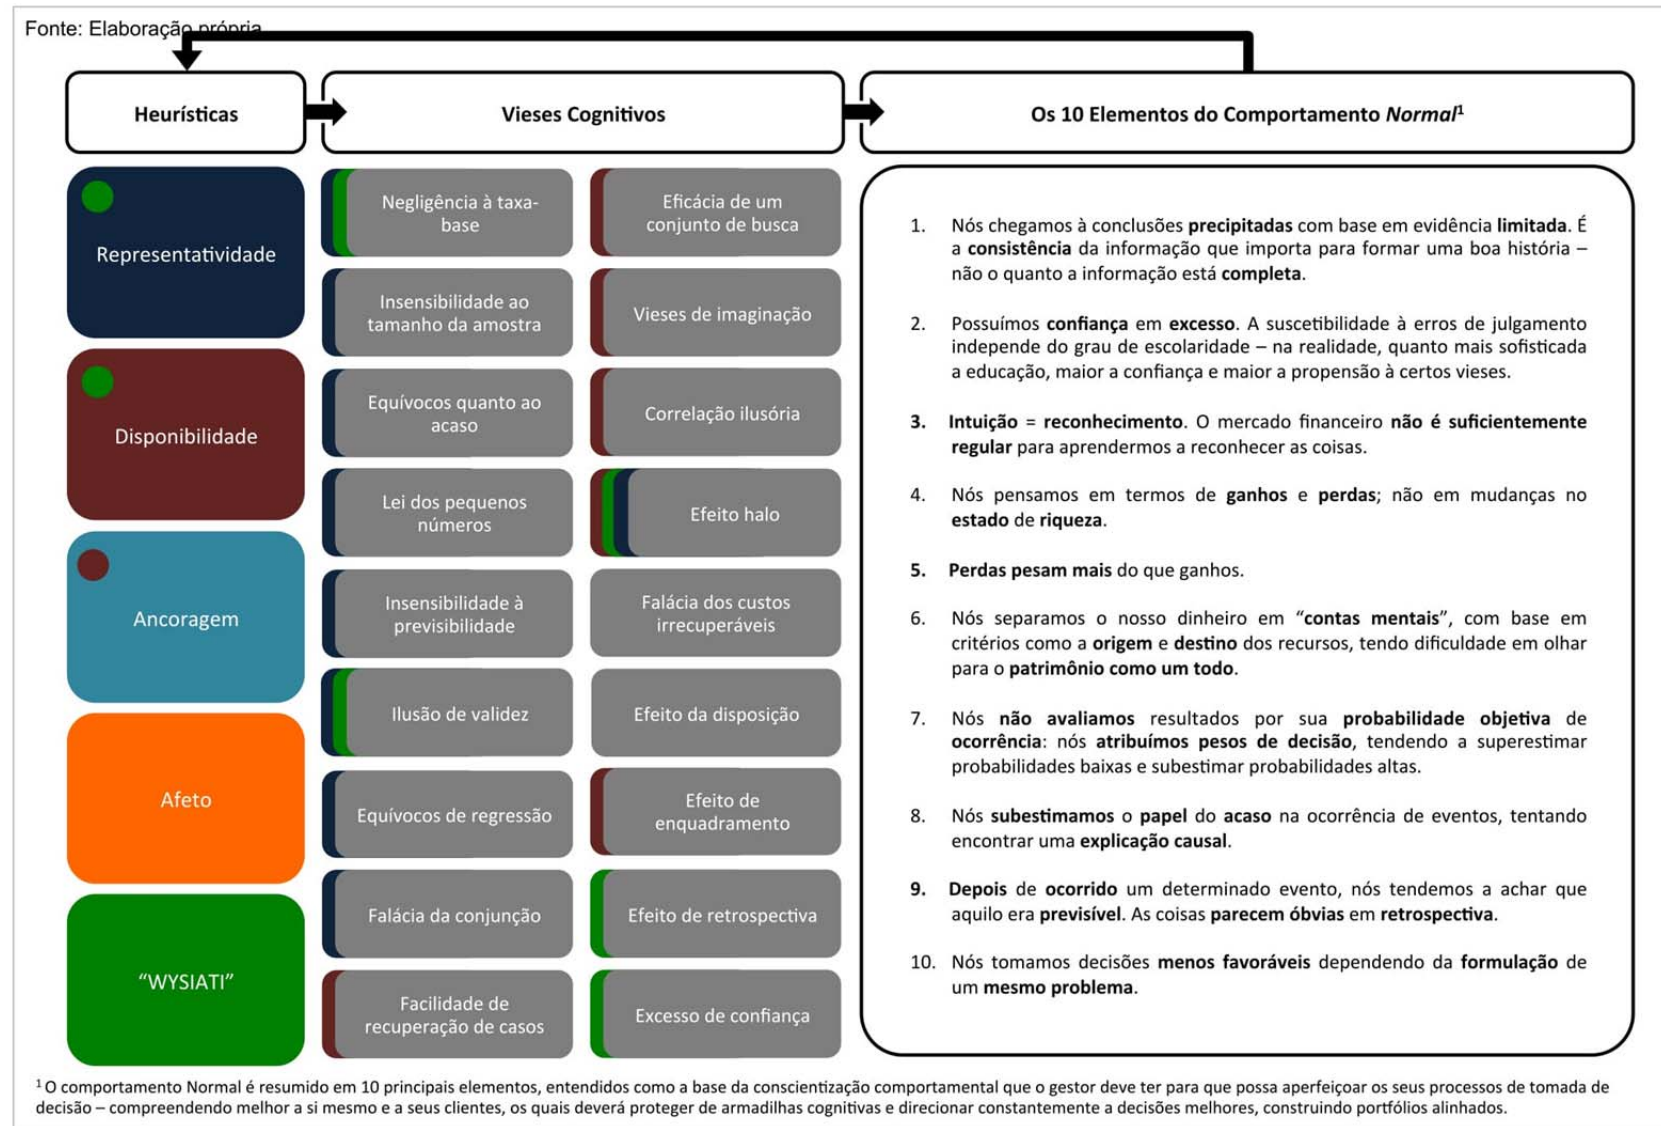 Fonte: Elaboração própria
Heurísticas
Vieses Cognitivos
Os 10 Elementos do Comportamento Normal¹
Representatividade
Disponibilidade
Ancoragem
Afeto
“WYSIATI”
Negligência à taxa-
base
Insensibilidade ao
tamanho da amostra
Equívocos quanto ao
acaso
Lei dos pequenos
números
Insensibilidade à
previsibilidade
Ilusão de validez
Equívocos de regressão
Falácia da conjunção
Facilidade de
recuperação de casos
Eficácia de um
conjunto de busca
Vieses de imaginação
Correlação ilusória
Efeito halo
Falácia dos custos
irrecuperáveis
Efeito da disposição
Efeito de
enquadramento
Efeito de retrospectiva
Excesso de confiança
1. Nós chegamos à conclusões precipitadas com base em evidência limitada. É
a consistência da informação que importa para formar uma boa história –
não o quanto a informação está completa.
2. Possuímos confiança em excesso. A suscetibilidade à erros de julgamento
independe do grau de escolaridade – na realidade, quanto mais sofisticada
a educação, maior a confiança e maior a propensão à certos vieses.
3. Intuição = reconhecimento. O mercado financeiro não é suficientemente
regular para aprendermos a reconhecer as coisas.
4. Nós pensamos em termos de ganhos e perdas; não em mudanças no
estado de riqueza.
5. Perdas pesam mais do que ganhos.
6. Nós separamos o nosso dinheiro em “contas mentais”, com base em
critérios como a origem e destino dos recursos, tendo dificuldade em olhar
para o patrimônio como um todo.
7. Nós não avaliamos resultados por sua probabilidade objetiva de
ocorrência: nós atribuímos pesos de decisão, tendendo a superestimar
probabilidades baixas e subestimar probabilidades altas.
8. Nós subestimamos o papel do acaso na ocorrência de eventos, tentando
encontrar uma explicação causal.
9. Depois de ocorrido um determinado evento, nós tendemos a achar que
aquilo era previsível. As coisas parecem óbvias em retrospectiva.
10. Nós tomamos decisões menos favoráveis dependendo da formulação de
um mesmo problema.
¹ O comportamento Normal é resumido em 10 principais elementos, entendidos como a base da conscientização comportamental que o gestor deve ter para que possa aperfeiçoar os seus processos de tomada de
decisão – compreendendo melhor a si mesmo e a seus clientes, os quais deverá proteger de armadilhas cognitivas e direcionar constantemente a decisões melhores, construindo portfólios alinhados.